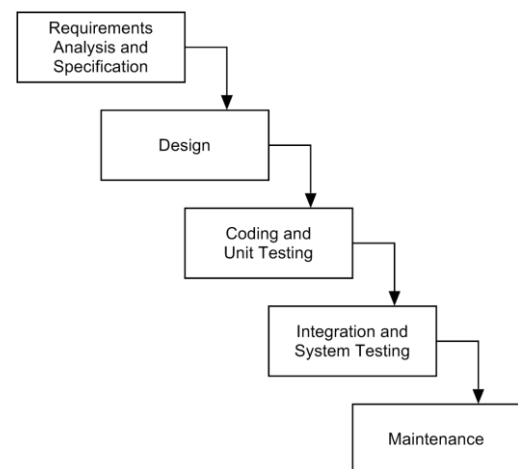 Requirements
Analysis and
Specification
Design
Coding and
Unit Testing
Integration and
System Testing
Maintenance